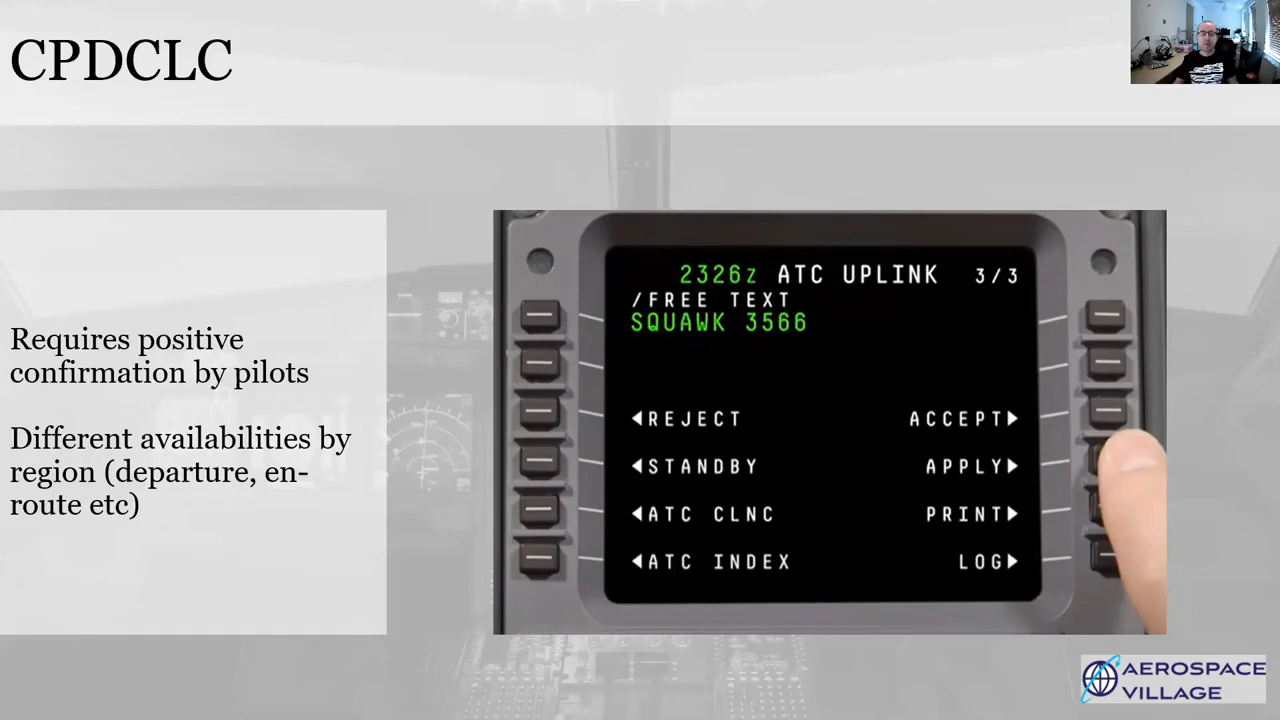 CPDCLC
Requires positive
confirmation by pilots
Different availabilities by
region (departure, en-
route etc)
2326z ATC UPLINK 3/3
/FREE TEXT
SQUAWK 3566
◀REJECT ACCEPT▶
◀STANDBY APPLY▶
◀ATC CLNC PRINT▶
◀ATC INDEX LOG▶
AEROSPACE
VILLAGE